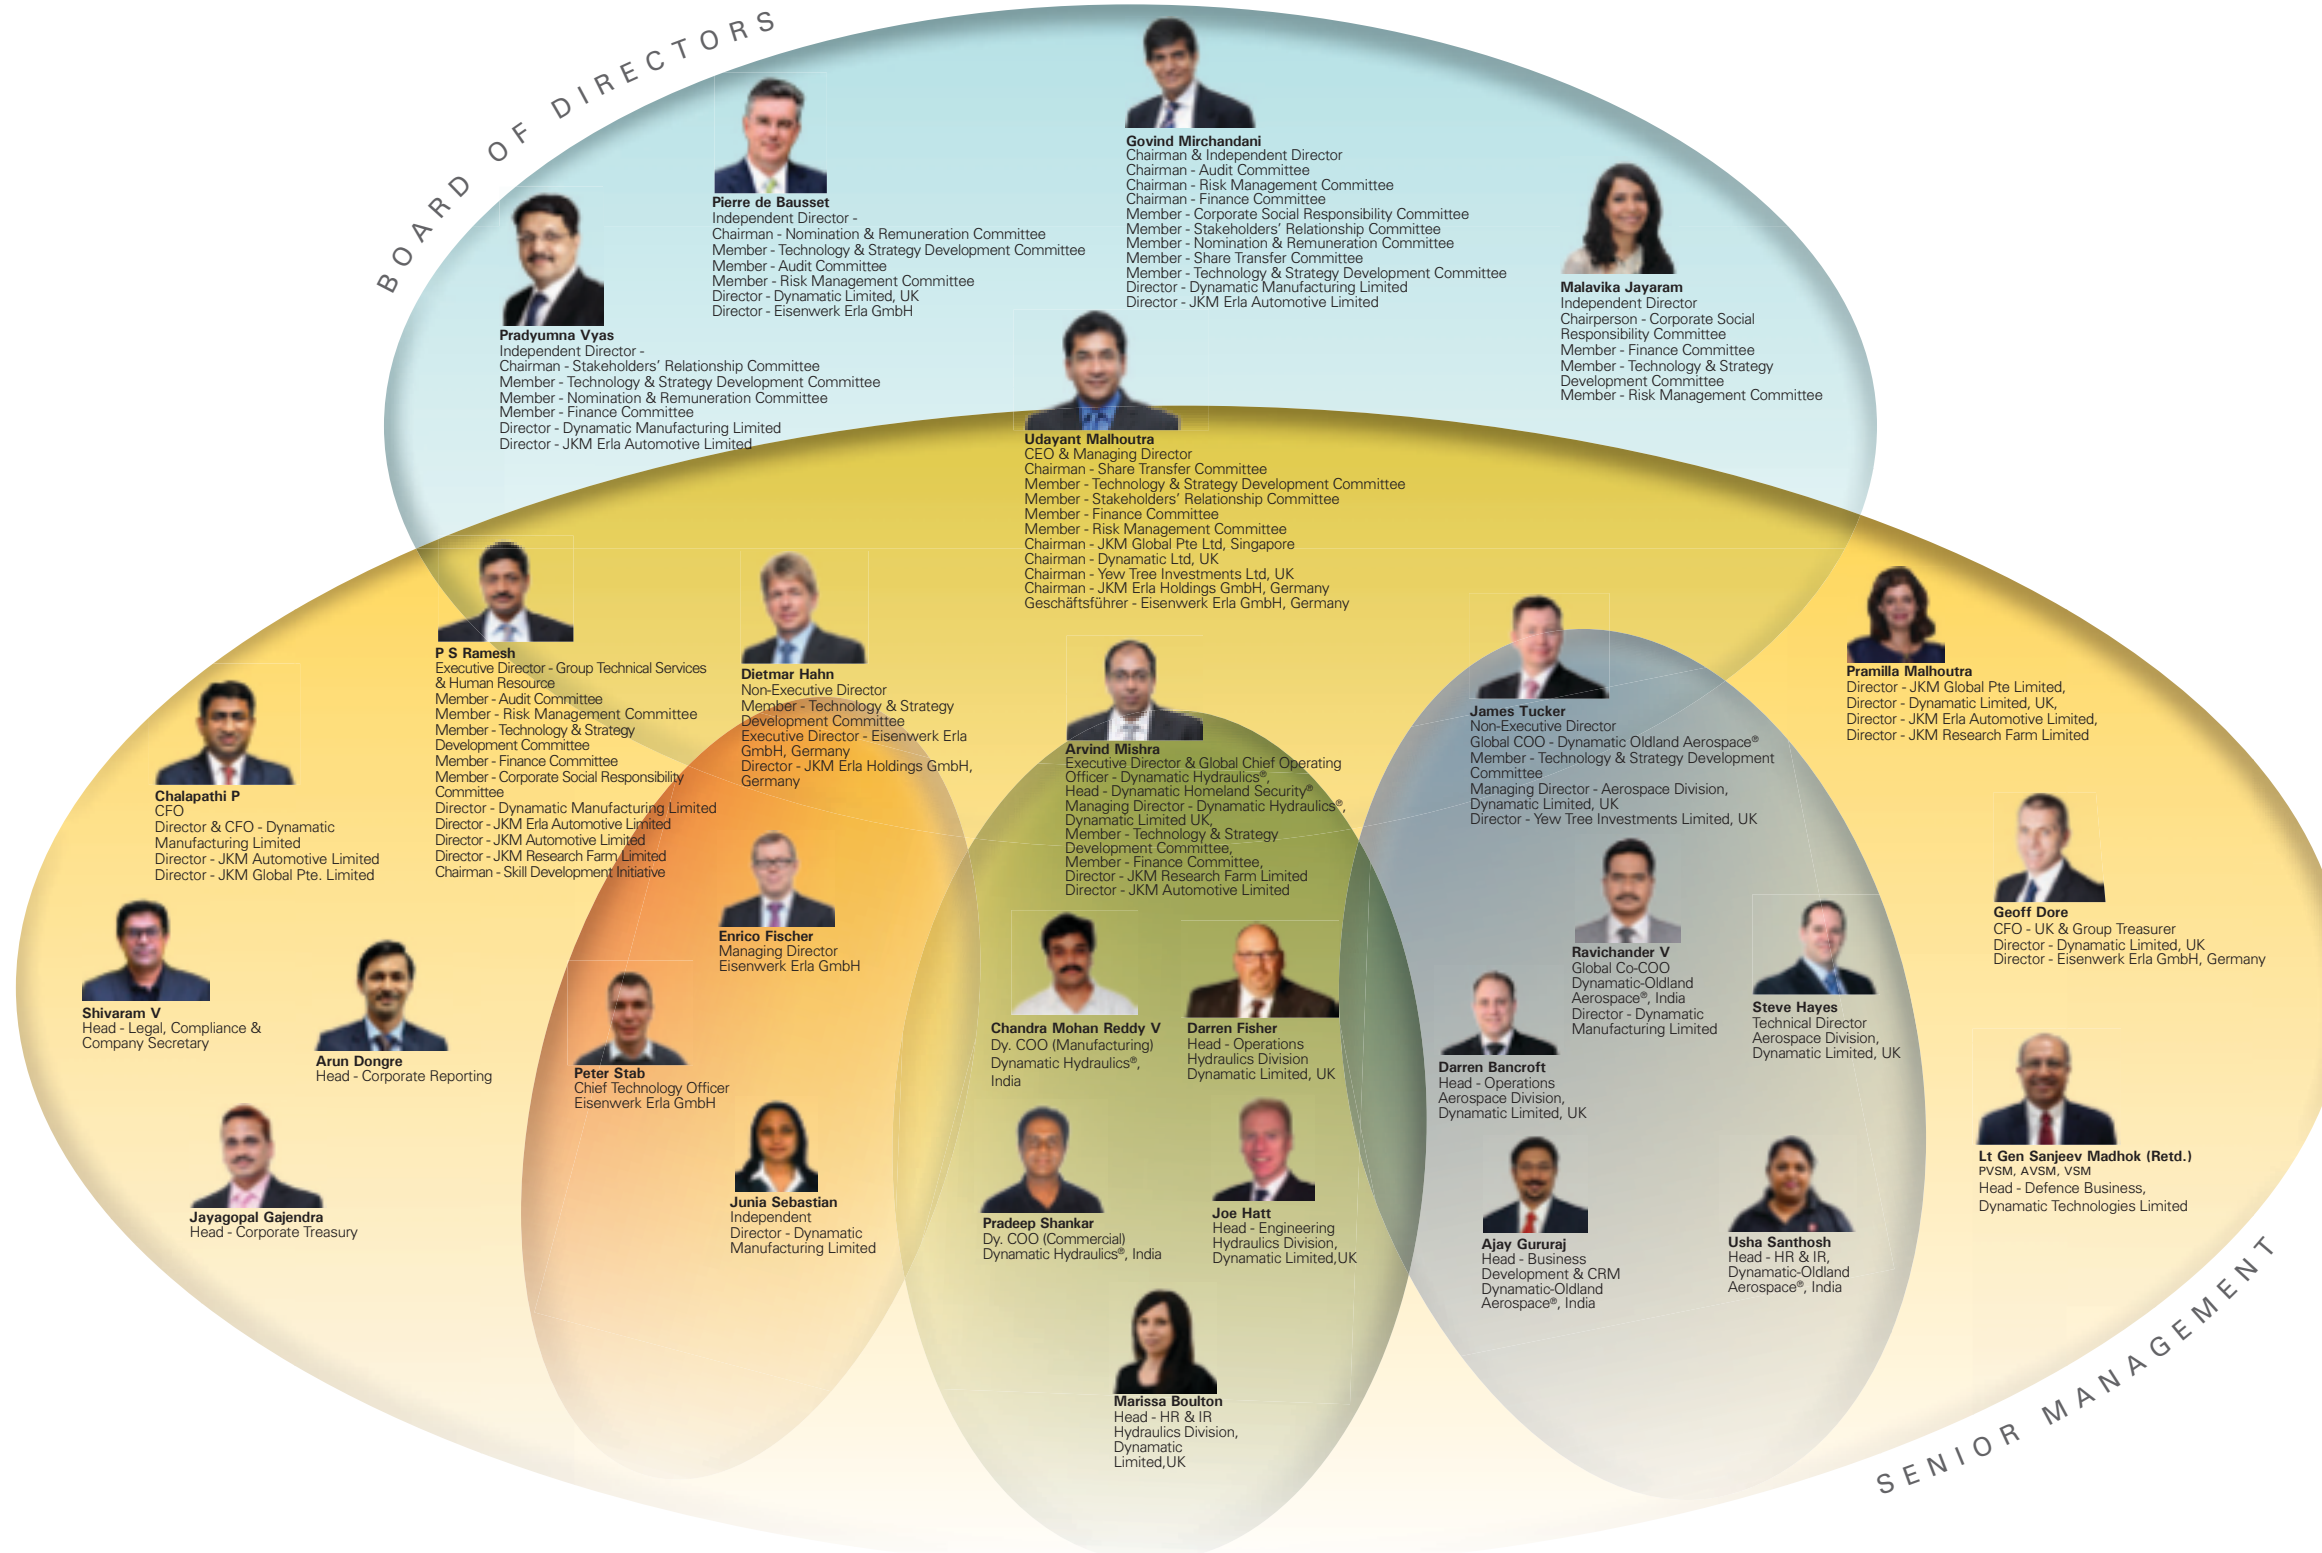 BOARD OF DIRECTORS
Govind Mirchandani
Chairman & Independent Director
Chairman - Audit Committee
Chairman - Risk Management Committee
Chairman - Finance Committee
Member - Corporate Social Responsibility Committee
Member - Stakeholders' Relationship Committee
Member - Nomination & Remuneration Committee
Member - Share Transfer Committee
Member - Technology & Strategy Development Committee
Director - Dynamatic Manufacturing Limited
Director - JKM Erla Automotive Limited
Pierre de Bausset
Independent Director -
Chairman - Nomination & Remuneration Committee
Member - Technology & Strategy Development Committee
Member - Audit Committee
Member - Risk Management Committee
Director - Dynamatic Limited, UK
Director - Eisenwerk Erla GmbH
Malavika Jayaram
Independent Director
Chairperson - Corporate Social
Responsibility Committee
Member - Finance Committee
Member - Technology & Strategy
Development Committee
Member - Risk Management Committee
Pradyumna Vyas
Independent Director -
Chairman - Stakeholders' Relationship Committee
Member - Technology & Strategy Development Committee
Member - Nomination & Remuneration Committee
Member - Finance Committee
Director - Dynamatic Manufacturing Limited
Director - JKM Erla Automotive Limited
Udayant Malhoutra
CEO & Managing Director
Chairman - Share Transfer Committee
Member - Technology & Strategy Development Committee
Member - Stakeholders' Relationship Committee
Member - Finance Committee
Member - Risk Management Committee
Chairman - JKM Global Pte Ltd, Singapore
Chairman - Dynamatic Ltd, UK
Chairman - Yew Tree Investments Ltd, UK
Chairman - JKM Erla Holdings GmbH, Germany
Geschäftsführer - Eisenwerk Erla GmbH, Germany
P S Ramesh
Executive Director - Group Technical Services
& Human Resource
Member - Audit Committee
Member - Risk Management Committee
Member - Technology & Strategy
Development Committee
Member - Finance Committee
Member - Corporate Social Responsibility
Committee
Director - Dynamatic Manufacturing Limited
Director - JKM Erla Automotive Limited
Director - JKM Automotive Limited
Director - JKM Research Farm Limited
Chairman - Skill Development Initiative
Dietmar Hahn
Non-Executive Director
Member - Technology & Strategy
Development Committee
Executive Director - Eisenwerk Erla
GmbH, Germany
Director - JKM Erla Holdings GmbH,
Germany
Arvind Mishra
Executive Director & Global Chief Operating
Officer - Dynamatic Hydraulics®,
Head - Dynamatic Homeland Security®
Managing Director - Dynamatic Hydraulics®,
Dynamatic Limited UK,
Member - Technology & Strategy
Development Committee,
Member - Finance Committee,
Director - JKM Research Farm Limited
Director - JKM Automotive Limited
James Tucker
Non-Executive Director
Global COO - Dynamatic Oldland Aerospace®
Member - Technology & Strategy Development
Committee
Managing Director - Aerospace Division,
Dynamatic Limited, UK
Director - Yew Tree Investments Limited, UK
Pramilla Malhoutra
Director - JKM Global Pte Limited,
Director - Dynamatic Limited, UK,
Director - JKM Erla Automotive Limited,
Director - JKM Research Farm Limited
Chalapathi P
CFO
Director & CFO - Dynamatic
Manufacturing Limited
Director - JKM Automotive Limited
Director - JKM Global Pte. Limited
Shivaram V
Head - Legal, Compliance &
Company Secretary
Arun Dongre
Head - Corporate Reporting
Jayagopal Gajendra
Head - Corporate Treasury
Enrico Fischer
Managing Director
Eisenwerk Erla GmbH
Peter Stab
Chief Technology Officer
Eisenwerk Erla GmbH
Junia Sebastian
Independent
Director - Dynamatic
Manufacturing Limited
Chandra Mohan Reddy V
Dy. COO (Manufacturing)
Dynamatic Hydraulics®,
India
Darren Fisher
Head - Operations
Hydraulics Division
Dynamatic Limited, UK
Pradeep Shankar
Dy. COO (Commercial)
Dynamatic Hydraulics®, India
Joe Hatt
Head - Engineering
Hydraulics Division,
Dynamatic Limited,UK
Marissa Boulton
Head - HR & IR
Hydraulics Division,
Dynamatic
Limited,UK
Ravichander V
Global Co-COO
Dynamatic-Oldland
Aerospace®, India
Director - Dynamatic
Manufacturing Limited
Steve Hayes
Technical Director
Aerospace Division,
Dynamatic Limited, UK
Darren Bancroft
Head - Operations
Aerospace Division,
Dynamatic Limited, UK
Ajay Gururaj
Head - Business
Development & CRM
Dynamatic-Oldland
Aerospace®, India
Usha Santhosh
Head - HR & IR,
Dynamatic-Oldland
Aerospace®, India
Geoff Dore
CFO - UK & Group Treasurer
Director - Dynamatic Limited, UK
Director - Eisenwerk Erla GmbH, Germany
Lt Gen Sanjeev Madhok (Retd.)
PVSM, AVSM, VSM
Head - Defence Business,
Dynamatic Technologies Limited
SENIOR MANAGEMENT